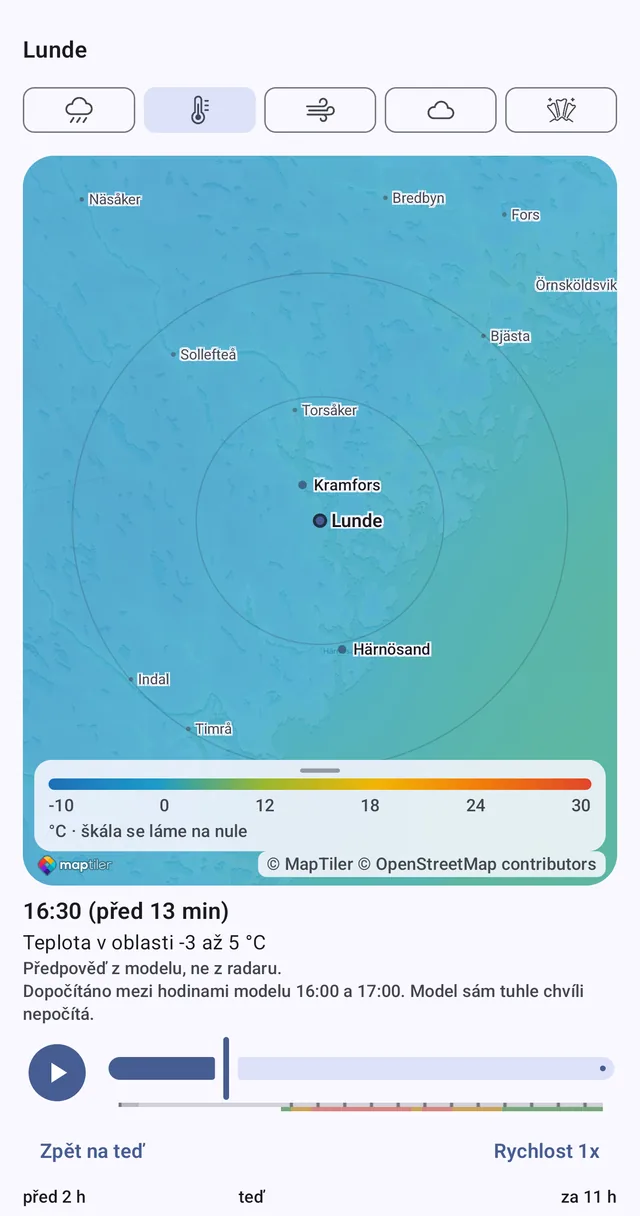 Lunde
Näsåker
Bredbyn
Fors
Örnsköldsvik
Bjästa
Sollefteå
Torsåker
Kramfors
Lunde
Härnösand
Indal
Timrå
-10 0 12 18 24 30
°C · škála se láme na nule
maptiler
© MapTiler © OpenStreetMap contributors
16:30 (před 13 min)
Teplota v oblasti -3 až 5 °C
Předpověď z modelu, ne z radaru.
Dopočítáno mezi hodinami modelu 16:00 a 17:00. Model sám tuhle chvíli
nepočítá.
Zpět na teď
Rychlost 1x
před 2 h
teď
za 11 h